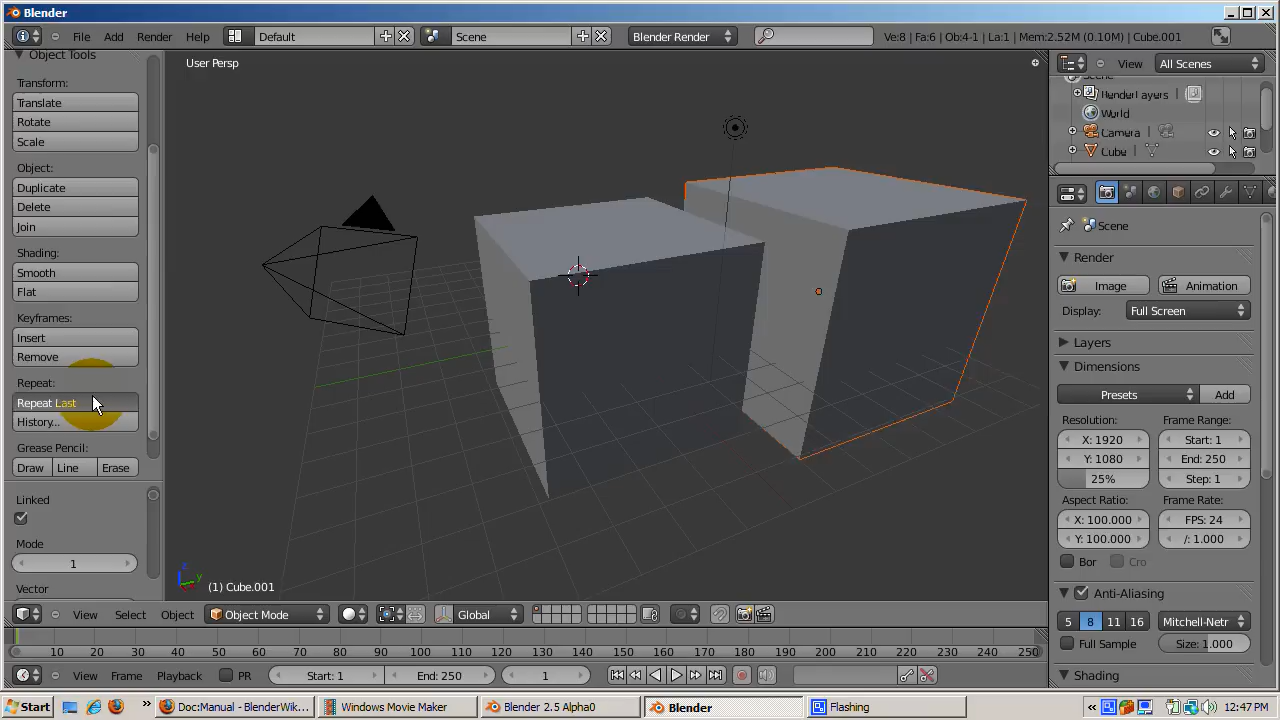 Blender
File Add Render Help Default Scene Blender Render Ve:8 | Fa:6 | Ob:4-1 | La:1 | Mem:2.52M (0.10M) | Cube.001
Object Tools
Transform:
Translate
Rotate
Scale
Object:
Duplicate
Delete
Join
Shading:
Smooth
Flat
Keyframes:
Insert
Remove
Repeat:
Repeat Last
History...
Grease Pencil:
Draw Line Erase
Linked
Mode
1
Vector
User Persp
z
y
(1) Cube.001
View Select Object Object Mode Global
10 20 30 40 50 60 70 80 90 100 110 120 130 140 150 160 170 180 190 200 210 220 230 240 250
View Frame Playback PR Start: 1 End: 250 1
View All Scenes
Scene
RenderLayers
World
Camera
Cube
Scene
Render
Image Animation
Display: Full Screen
Layers
Dimensions
Presets Add
Resolution: Frame Range:
X: 1920 Start: 1
Y: 1080 End: 250
25% Step: 1
Aspect Ratio: Frame Rate:
X: 100.000 FPS: 24
Y: 100.000 /: 1.000
Bor Cro
Anti-Aliasing
5 8 11 16 Mitchell-Netr
Full Sample Size: 1.000
Shading
Start Doc:Manual - BlenderWik... Windows Movie Maker Blender 2.5 Alpha0 Blender Flashing 12:47 PM